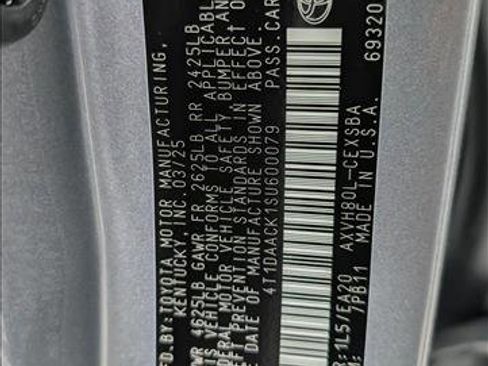 MFD.BY:TOYOTA MOTOR MANUFACTURING,
KENTUCKY, INC. 03/25
GVWR 4625LB GAWR FR 2625LB RR 2425LB
THIS VEHICLE CONFORMS TO ALL APPLICABLE
FEDERAL MOTOR VEHICLE SAFETY, BUMPER AND
THEFT PREVENTION STANDARDS IN EFFECT ON
THE DATE OF MANUFACTURE SHOWN ABOVE.
4T1DAACK1SU600079 PASS.CAR
R:1L5/EA20 AXVH80L-CEXSBA
/PB11 MADE IN U.S.A.
69320